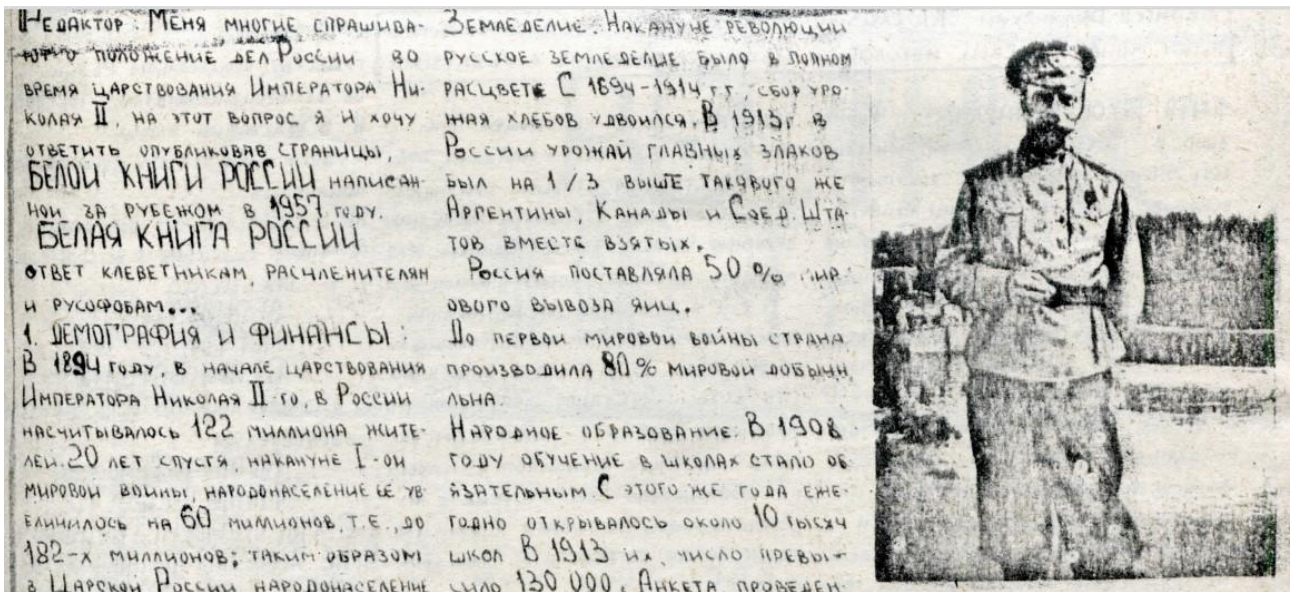 Редактор: Меня многие спрашива-
ют о положение дел России во
время царствования Императора Ни-
колая II, на этот вопрос я и хочу
ответить опубликовав страницы,
БЕЛОЙ КНИГИ РОССИИ написан-
ной за рубежом в 1957 году.
БЕЛАЯ КНИГА РОССИИ
ответ клеветникам, расчленителям
и русофобам...
1. ДЕМОГРАФИЯ И ФИНАНСЫ:
В 1894 году, в начале царствования
Императора Николая II-го, в России
насчитывалось 122 миллиона жите-
лей. 20 лет спустя, накануне I-ой
мировой войны, народонаселение её ув-
еличилось на 60 миллионов, т.е. до
182-х миллионов; таким образом
в Царской России народонаселение
Земледелие. Накануне революции
русское земледелие было в полном
расцвете С 1894-1914 г.г. сбор уро-
жая хлебов удвоился. В 1913г в
России урожай главных злаков
был на 1/3 выше такового же
Аргентины, Канады и Соед. Шта-
тов вместе взятых.
Россия поставляла 50% мир-
ового вывоза яиц.
До первой мировой войны страна
производила 80% мировой добычи
льна.
Народное образование. В 1908
году обучение в школах стало об
язательным. С этого же года еже-
годно открывалось около 10 тысяч
школ В 1913 их число превы-
сило 130 000. Анкета, проведен-